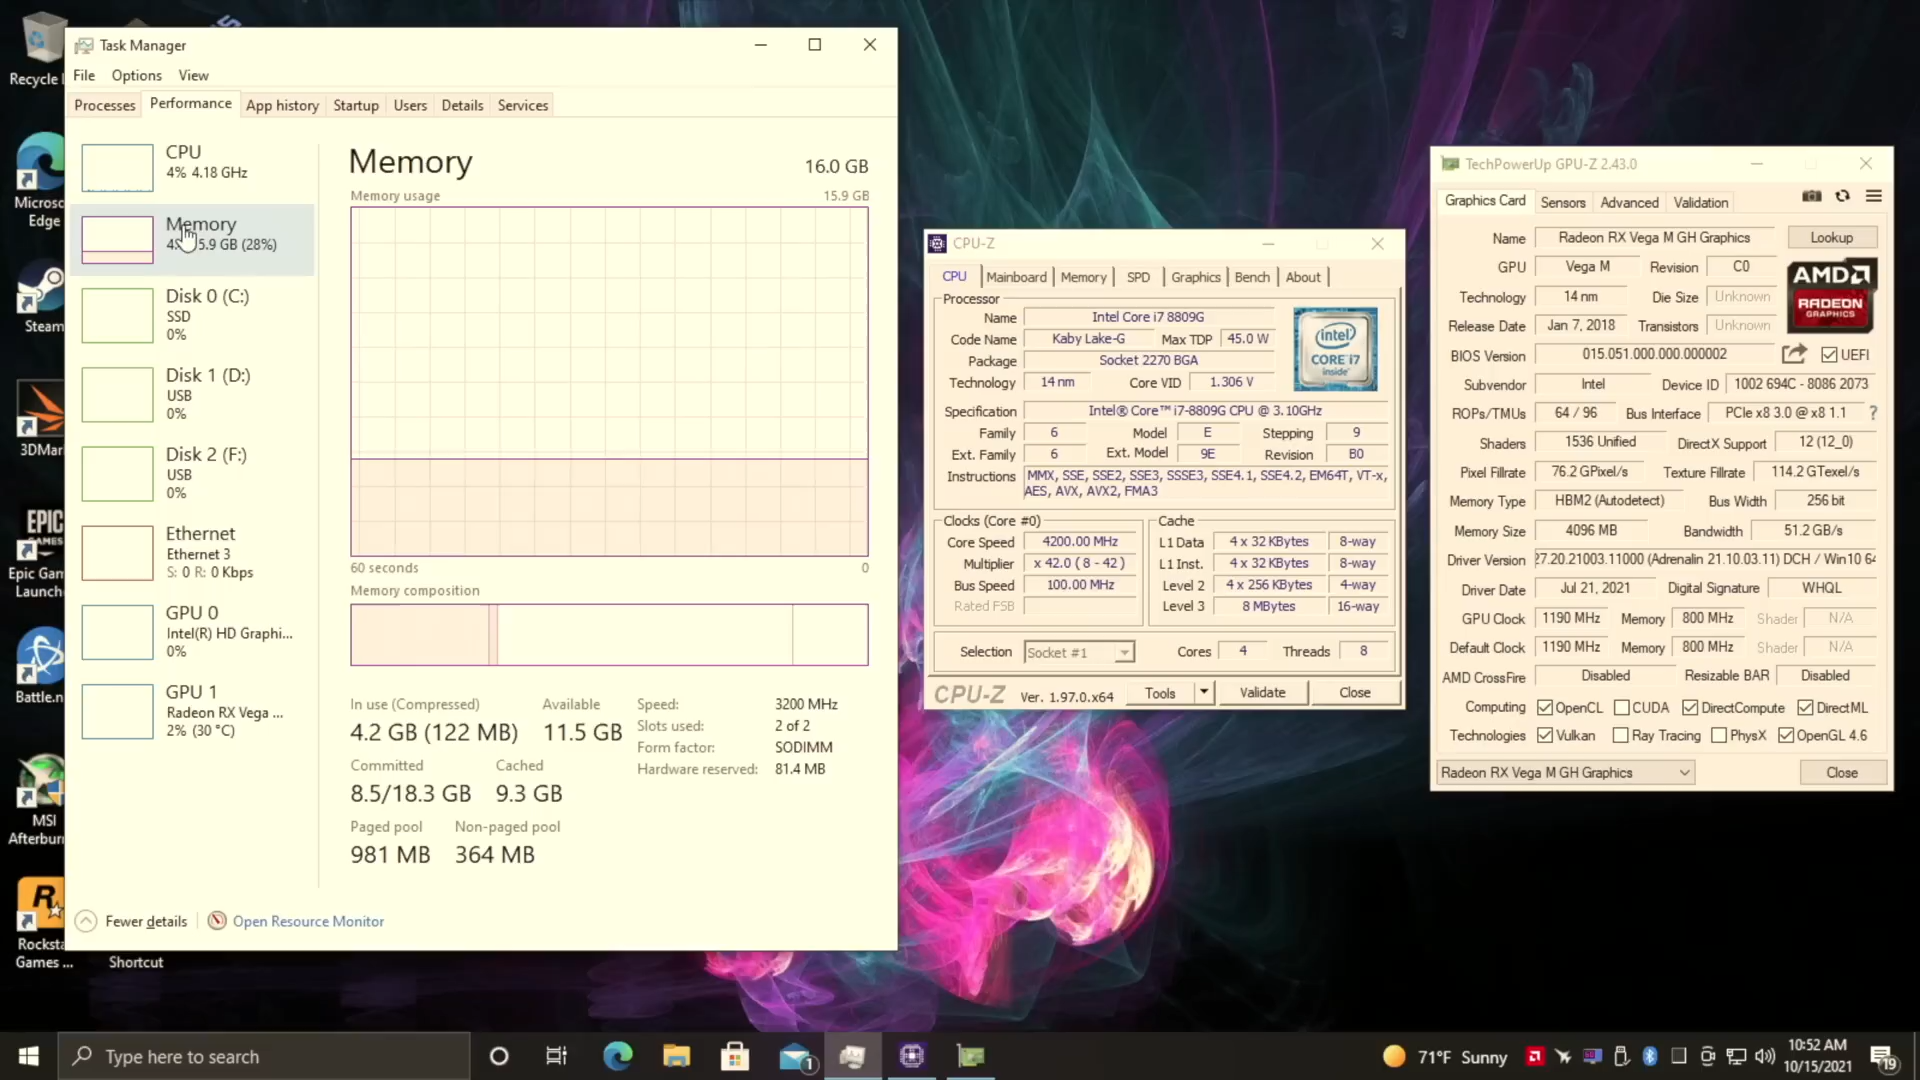 Recycle
Microso
Edge
Steam
3DMar
EPIC
GAMES
Epic Gam
Launch
Battle.n
MSI
Afterbur
Rocksta
Games ...
Shortcut
Task Manager
File Options View
Processes Performance App history Startup Users Details Services
CPU
4% 4.18 GHz
Memory
5.9 GB (28%)
Disk 0 (C:)
SSD
0%
Disk 1 (D:)
USB
0%
Disk 2 (F:)
USB
0%
Ethernet
Ethernet 3
S: 0 R: 0 Kbps
GPU 0
Intel(R) HD Graphi...
0%
GPU 1
Radeon RX Vega ...
2% (30 °C)
Memory 16.0 GB
Memory usage 15.9 GB
60 seconds 0
Memory composition
In use (Compressed) Available
4.2 GB (122 MB) 11.5 GB
Committed Cached
8.5/18.3 GB 9.3 GB
Paged pool Non-paged pool
981 MB 364 MB
Speed: 3200 MHz
Slots used: 2 of 2
Form factor: SODIMM
Hardware reserved: 81.4 MB
Fewer details Open Resource Monitor
CPU-Z
CPU Mainboard Memory SPD Graphics Bench About
Processor
Name Intel Core i7 8809G
Code Name Kaby Lake-G Max TDP 45.0 W
Package Socket 2270 BGA
Technology 14 nm Core VID 1.306 V
intel
CORE i7
inside
Specification Intel® Core™ i7-8809G CPU @ 3.10GHz
Family 6 Model E Stepping 9
Ext. Family 6 Ext. Model 9E Revision B0
Instructions MMX, SSE, SSE2, SSE3, SSSE3, SSE4.1, SSE4.2, EM64T, VT-x,
AES, AVX, AVX2, FMA3
Clocks (Core #0)
Core Speed 4200.00 MHz
Multiplier x 42.0 ( 8 - 42 )
Bus Speed 100.00 MHz
Rated FSB
Cache
L1 Data 4 x 32 KBytes 8-way
L1 Inst. 4 x 32 KBytes 8-way
Level 2 4 x 256 KBytes 4-way
Level 3 8 MBytes 16-way
Selection Socket #1 Cores 4 Threads 8
CPU-Z Ver. 1.97.0.x64 Tools Validate Close
TechPowerUp GPU-Z 2.43.0
Graphics Card Sensors Advanced Validation
Name Radeon RX Vega M GH Graphics Lookup
GPU Vega M Revision C0
Technology 14 nm Die Size Unknown
Release Date Jan 7, 2018 Transistors Unknown
AMD
RADEON
GRAPHICS
BIOS Version 015.051.000.000.000002 UEFI
Subvendor Intel Device ID 1002 694C - 8086 2073
ROPs/TMUs 64 / 96 Bus Interface PCIe x8 3.0 @ x8 1.1 ?
Shaders 1536 Unified DirectX Support 12 (12_0)
Pixel Fillrate 76.2 GPixel/s Texture Fillrate 114.2 GTexel/s
Memory Type HBM2 (Autodetect) Bus Width 256 bit
Memory Size 4096 MB Bandwidth 51.2 GB/s
Driver Version 27.20.21003.11000 (Adrenalin 21.10.03.11) DCH / Win10 64
Driver Date Jul 21, 2021 Digital Signature WHQL
GPU Clock 1190 MHz Memory 800 MHz Shader N/A
Default Clock 1190 MHz Memory 800 MHz Shader N/A
AMD CrossFire Disabled Resizable BAR Disabled
Computing OpenCL CUDA DirectCompute DirectML
Technologies Vulkan Ray Tracing PhysX OpenGL 4.6
Radeon RX Vega M GH Graphics Close
Type here to search
1
71°F Sunny
10:52 AM
10/15/2021
19